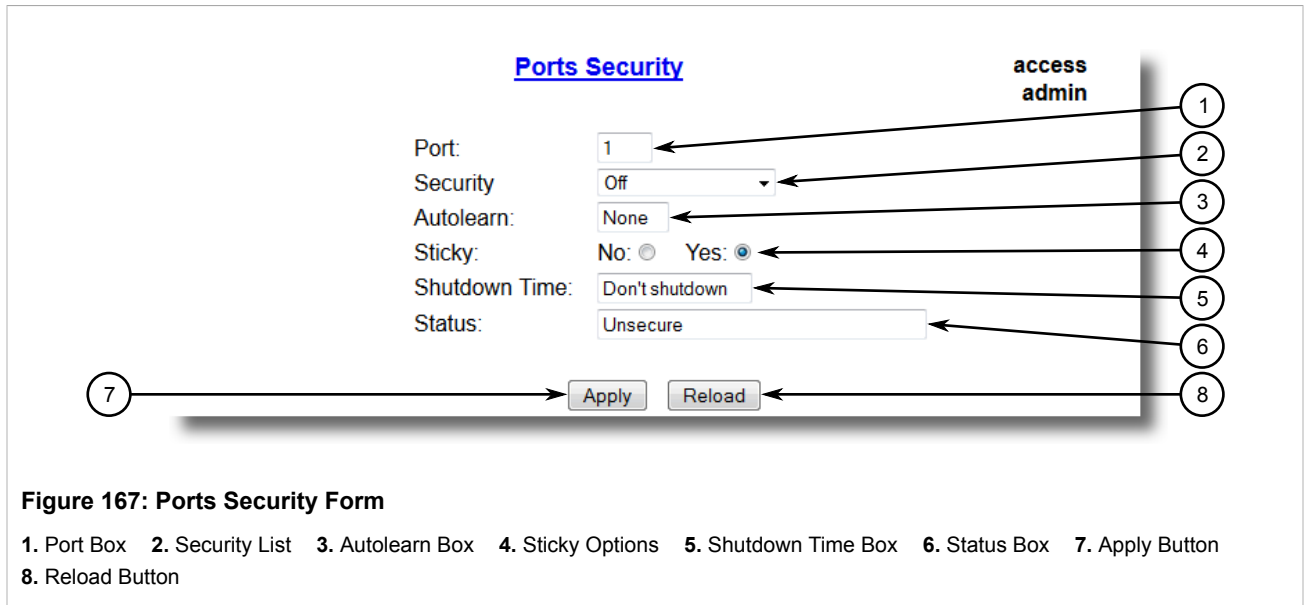 Ports Security
access
admin
1
Port: 1
2
Security Off
3
Autolearn: None
4
Sticky: No: Yes:
5
Shutdown Time: Don't shutdown
Status: Unsecure
6
7 Apply Reload 8
Figure 167: Ports Security Form
1. Port Box 2. Security List 3. Autolearn Box 4. Sticky Options 5. Shutdown Time Box 6. Status Box 7. Apply Button
8. Reload Button